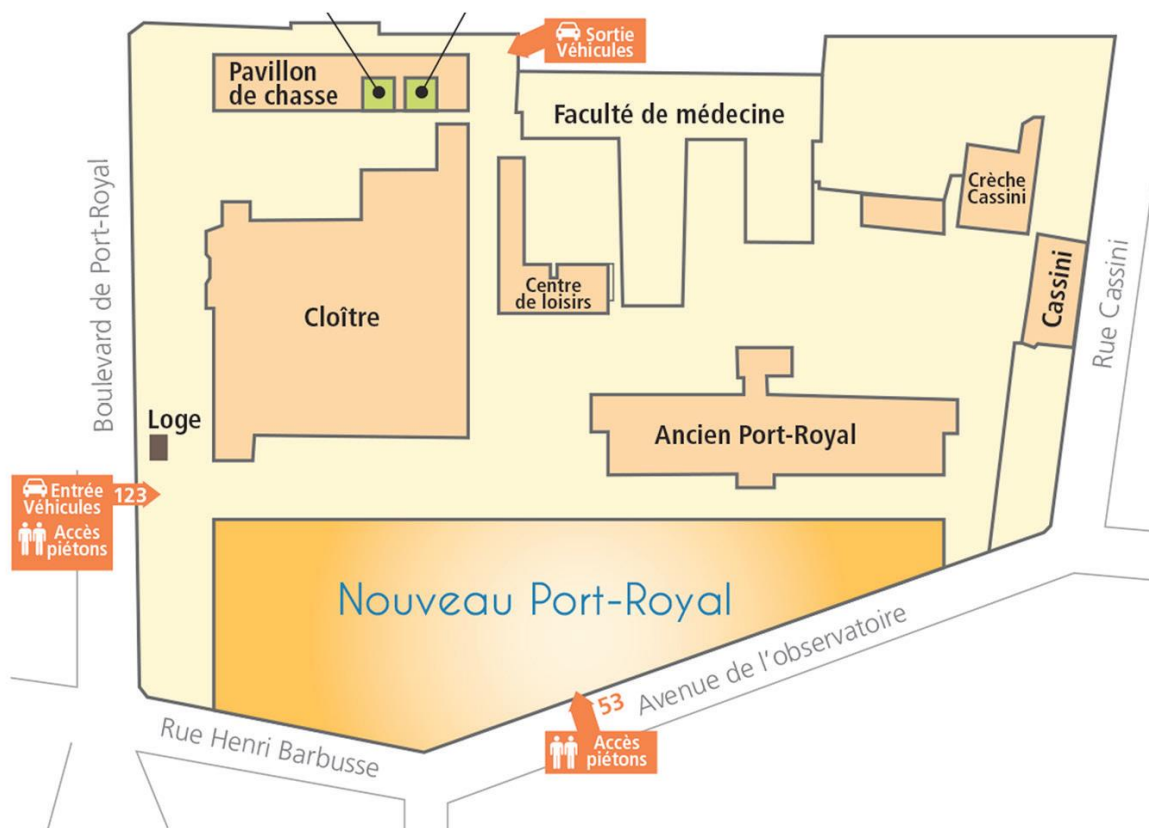 Sortie
Véhicules
Pavillon
de chasse
Faculté de médecine
Crèche
Cassini
Boulevard de Port-Royal
Centre
de loisirs
Cassini
Rue Cassini
Cloître
Loge
Ancien Port-Royal
Entrée
Véhicules
123
Accès
piétons
Nouveau Port-Royal
Avenue de l'observatoire
53
Rue Henri Barbusse
Accès
piétons